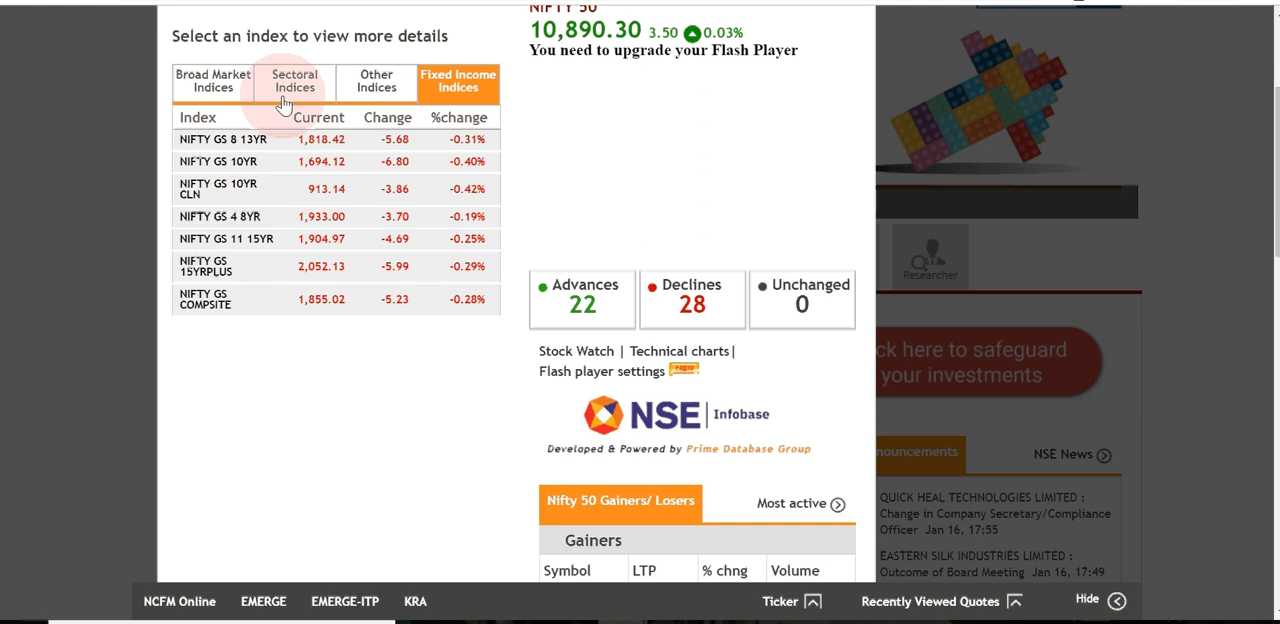 NIFTY 50
Select an index to view more details
10,890.30 3.50 0.03%
You need to upgrade your Flash Player
Broad Market Indices
Sectoral Indices
Other Indices
Fixed Income Indices
Index Current Change %change
NIFTY GS 8 13YR 1,818.42 -5.68 -0.31%
NIFTY GS 10YR 1,694.12 -6.80 -0.40%
NIFTY GS 10YR CLN 913.14 -3.86 -0.42%
NIFTY GS 4 8YR 1,933.00 -3.70 -0.19%
NIFTY GS 11 15YR 1,904.97 -4.69 -0.25%
NIFTY GS 15YRPLUS 2,052.13 -5.99 -0.29%
NIFTY GS COMPSITE 1,855.02 -5.23 -0.28%
Advances
22
Declines
28
Unchanged
0
Stock Watch | Technical charts|
Flash player settings
NSE Infobase
Developed & Powered by Prime Database Group
Nifty 50 Gainers/ Losers
Most active
Gainers
Symbol LTP % chng Volume
Researcher
ck here to safeguard
your investments
nouncements
NSE News
QUICK HEAL TECHNOLOGIES LIMITED :
Change in Company Secretary/Compliance
Officer Jan 16, 17:55
EASTERN SILK INDUSTRIES LIMITED :
Outcome of Board Meeting Jan 16, 17:49
NCFM Online EMERGE EMERGE-ITP KRA
Ticker
Recently Viewed Quotes
Hide